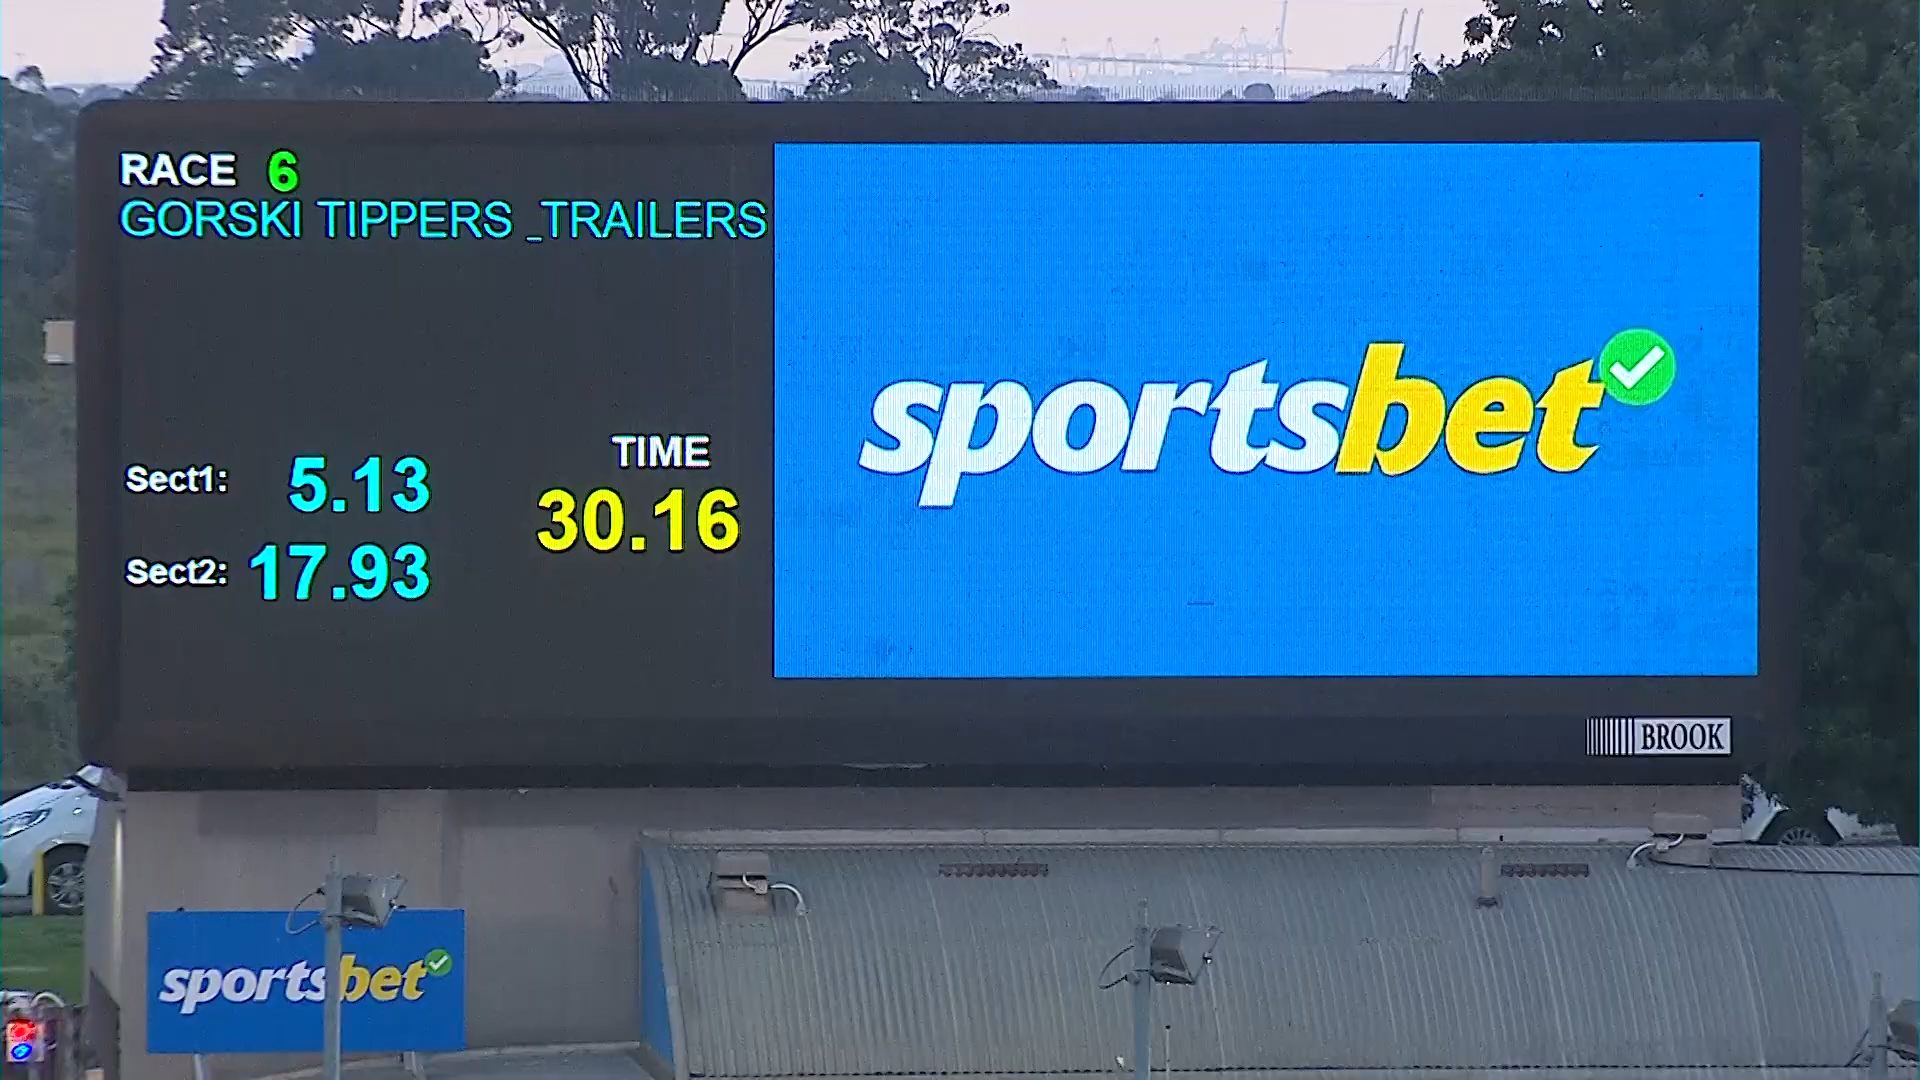 RACE 6
GORSKI TIPPERS _TRAILERS
Sect1: 5.13
Sect2: 17.93
TIME
30.16
sportsbet
BROOK
sportsbet